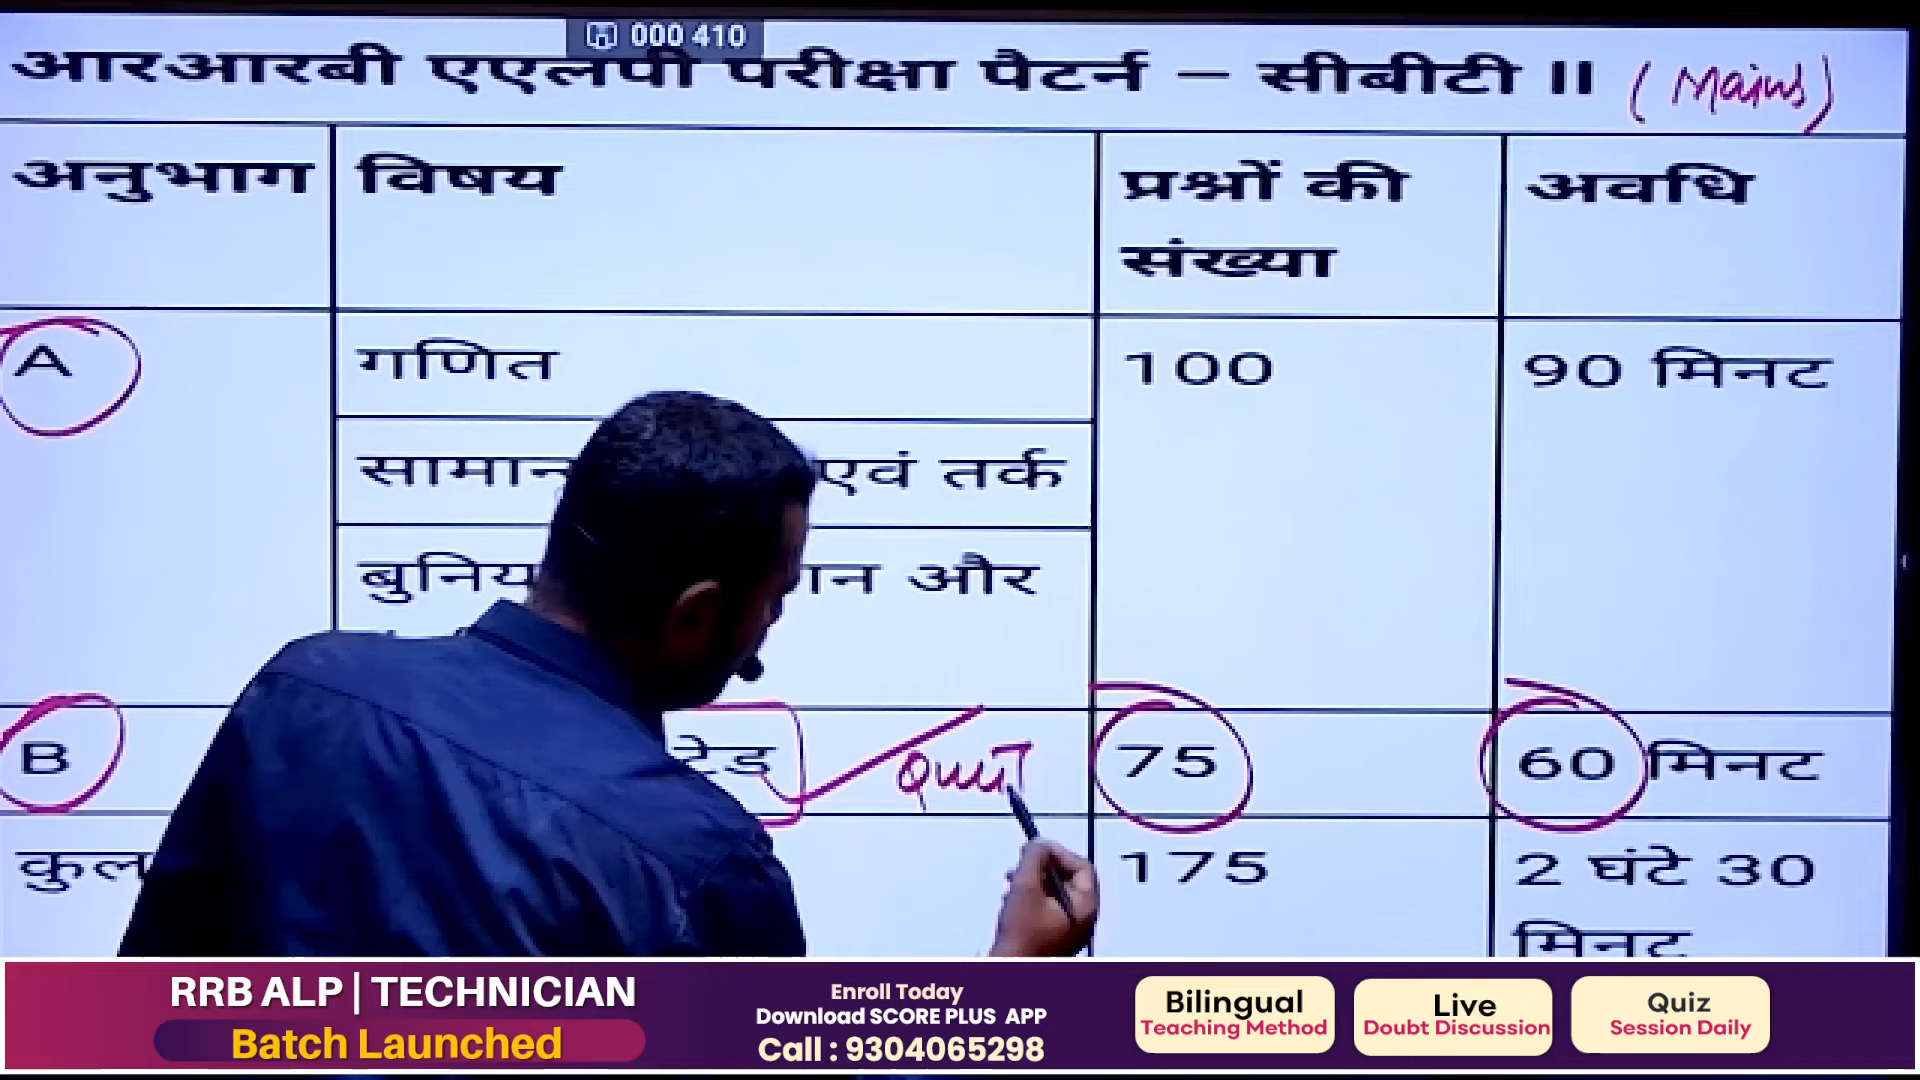 000 410
आरआरबी एएलपी परीक्षा पैटर्न – सीबीटी II (Mains)
अनुभाग विषय प्रश्नों की संख्या अवधि
A गणित 100 90 मिनट
एवं तर्क
और
B 75 60 मिनट
175 2 घंटे 30 मिनट
RRB ALP | TECHNICIAN
Batch Launched
Enroll Today
Download SCORE PLUS APP
Call : 9304065298
Bilingual
Teaching Method
Live
Doubt Discussion
Quiz
Session Daily